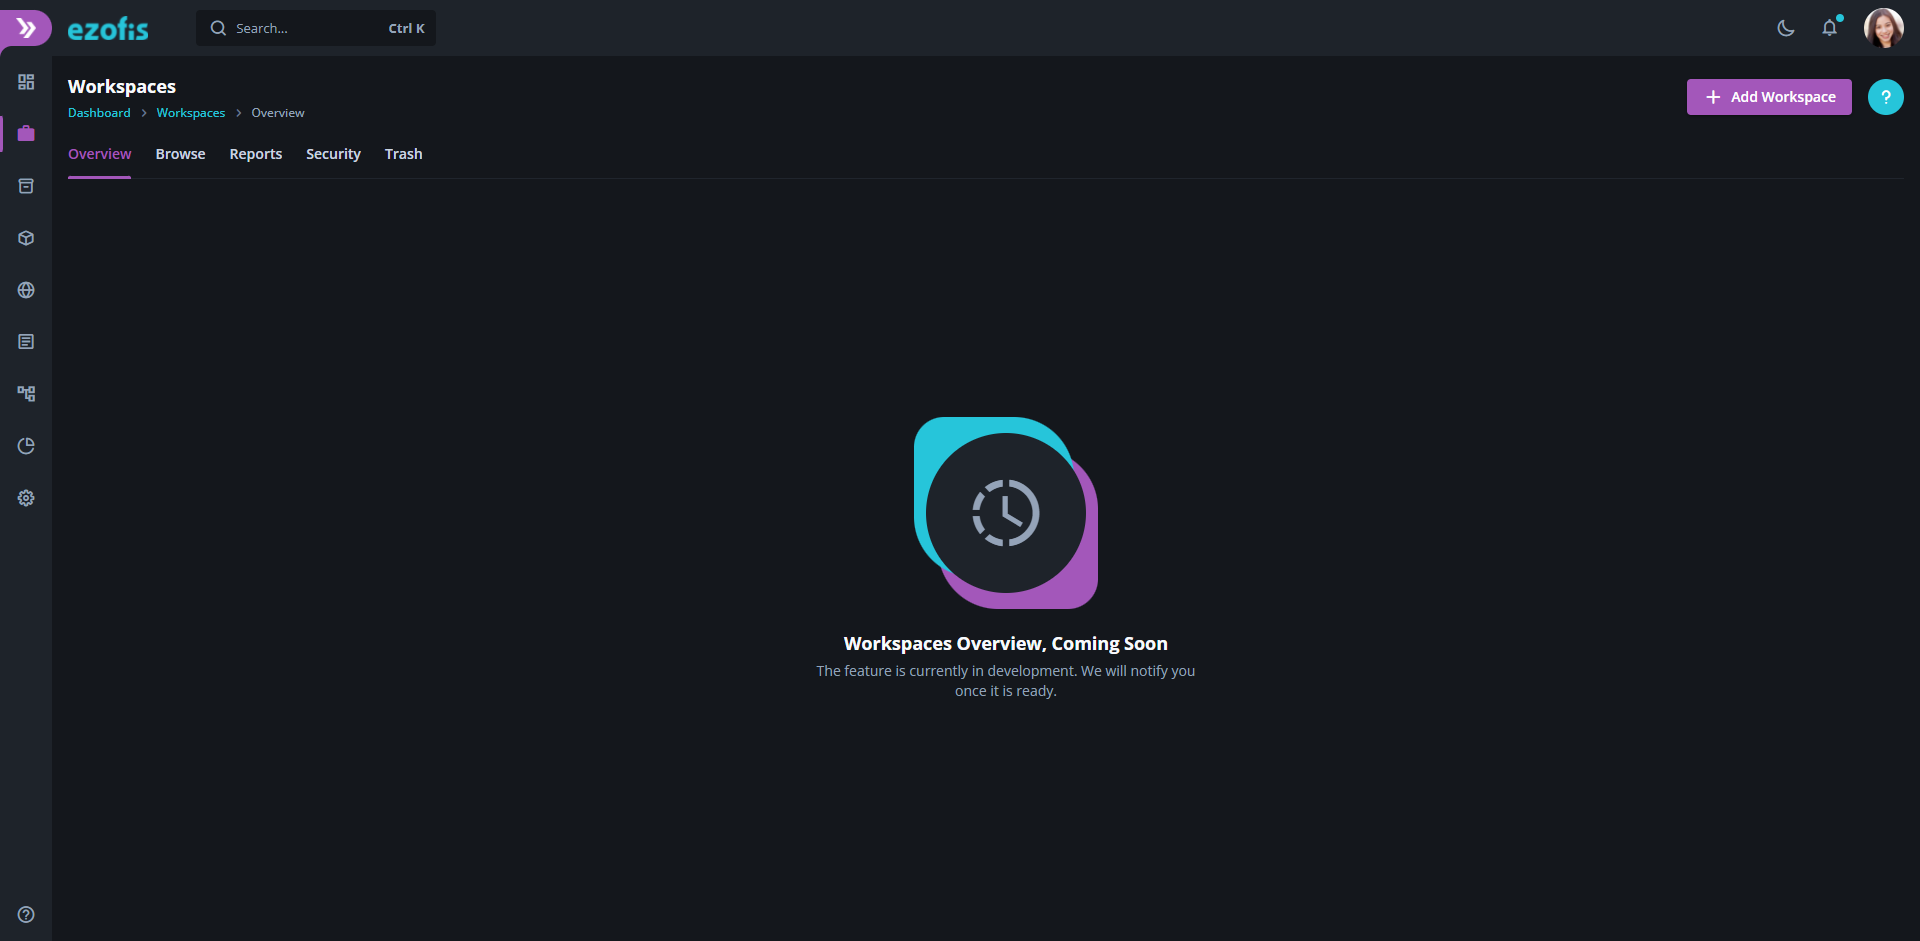 ezofis
Search...
Ctrl K
Workspaces
Add Workspace
?
Dashboard > Workspaces > Overview
Overview
Browse
Reports
Security
Trash
Workspaces Overview, Coming Soon
The feature is currently in development. We will notify you
once it is ready.